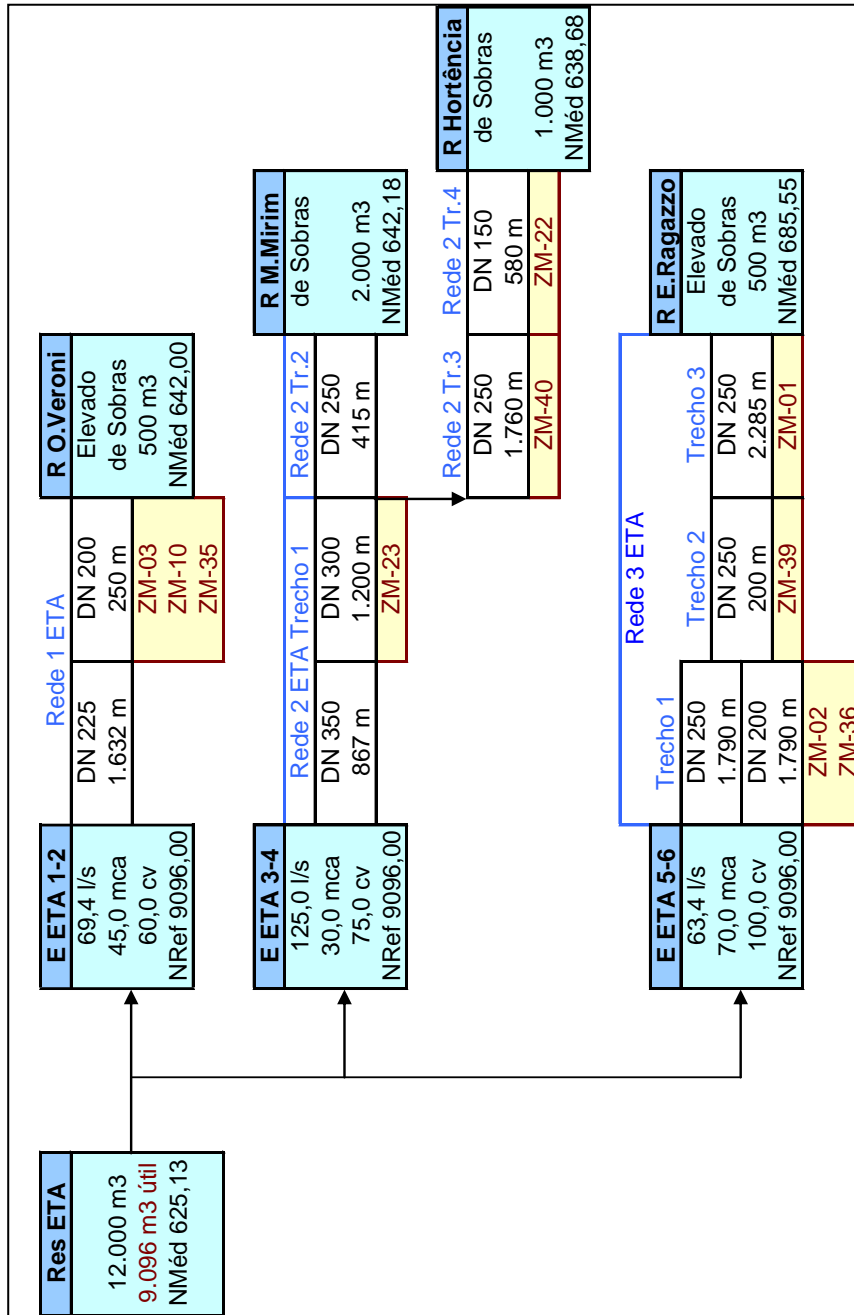 Res ETA
12.000 m3
9.096 m3 útil
NMéd 625,13
E ETA 1-2
69,4 l/s
45,0 mca
60,0 cv
NRef 9096,00
Rede 1 ETA
DN 225
1.632 m
DN 200
250 m
ZM-03
ZM-10
ZM-35
R O.Veroni
Elevado
de Sobras
500 m3
NMéd 642,00
E ETA 3-4
125,0 l/s
30,0 mca
75,0 cv
NRef 9096,00
Rede 2 ETA Trecho 1
DN 350
867 m
DN 300
1.200 m
ZM-23
Rede 2 Tr.2
DN 250
415 m
R M.Mirim
de Sobras
2.000 m3
NMéd 642,18
Rede 2 Tr.3
DN 250
1.760 m
ZM-40
Rede 2 Tr.4
DN 150
580 m
ZM-22
R Hortência
de Sobras
1.000 m3
NMéd 638,68
E ETA 5-6
63,4 l/s
70,0 mca
100,0 cv
NRef 9096,00
Rede 3 ETA
Trecho 1
DN 250
1.790 m
DN 200
1.790 m
ZM-02
ZM-36
Trecho 2
DN 250
200 m
ZM-39
Trecho 3
DN 250
2.285 m
ZM-01
R E.Ragazzo
Elevado
de Sobras
500 m3
NMéd 685,55